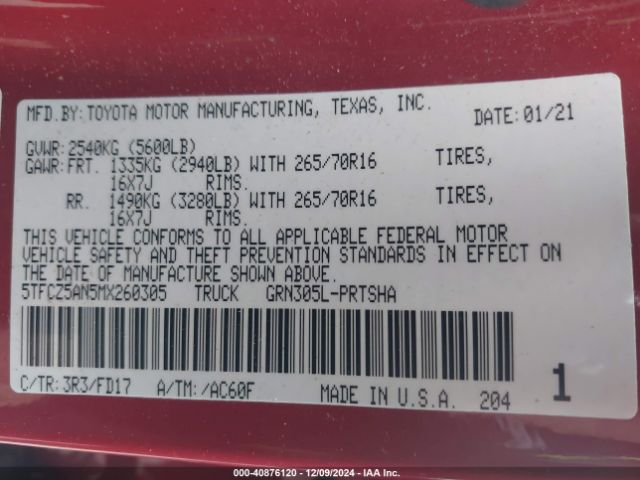 MFD.BY:TOYOTA MOTOR MANUFACTURING, TEXAS, INC.
DATE:01/21
GVWR:2540KG (5600LB)
GAWR:FRT. 1335KG (2940LB) WITH 265/70R16 TIRES,
16X7J RIMS.
RR. 1490KG (3280LB) WITH 265/70R16 TIRES,
16X7J RIMS.
THIS VEHICLE CONFORMS TO ALL APPLICABLE FEDERAL MOTOR
VEHICLE SAFETY AND THEFT PREVENTION STANDARDS IN EFFECT ON
THE DATE OF MANUFACTURE SHOWN ABOVE.
5TFCZ5AN5MX260305 TRUCK GRN305L-PRTSHA
C/TR:3R3/FD17 A/TM:/AC60F MADE IN U.S.A. 204
1
000-40876120 • 12/09/2024 • IAA Inc.